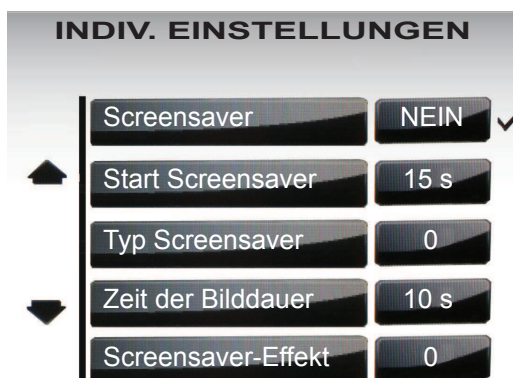 INDIV. EINSTELLUNGEN
Screensaver NEIN
Start Screensaver 15 s
Typ Screensaver 0
Zeit der Bilddauer 10 s
Screensaver-Effekt 0